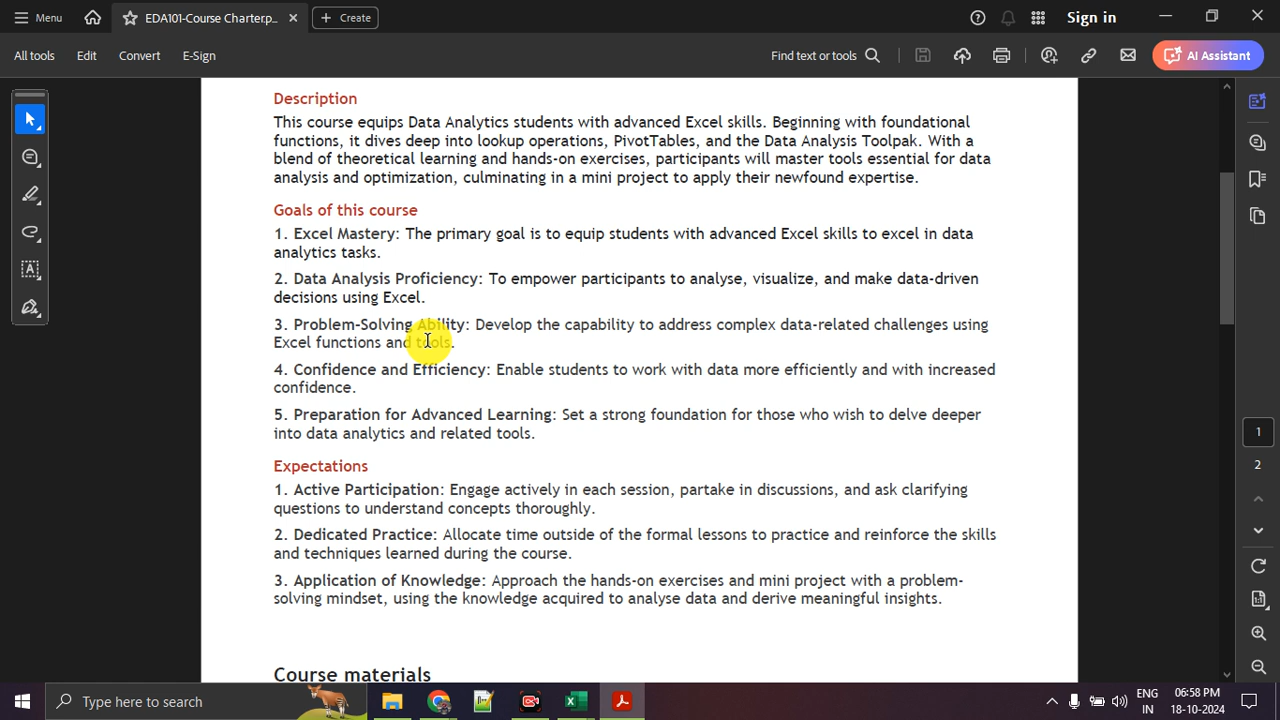 Menu
EDA101-Course Charter.p...
Create
Sign in
All tools
Edit
Convert
E-Sign
Find text or tools
AI Assistant
Description
This course equips Data Analytics students with advanced Excel skills. Beginning with foundational
functions, it dives deep into lookup operations, PivotTables, and the Data Analysis Toolpak. With a
blend of theoretical learning and hands-on exercises, participants will master tools essential for data
analysis and optimization, culminating in a mini project to apply their newfound expertise.
Goals of this course
1. Excel Mastery: The primary goal is to equip students with advanced Excel skills to excel in data
analytics tasks.
2. Data Analysis Proficiency: To empower participants to analyse, visualize, and make data-driven
decisions using Excel.
3. Problem-Solving Ability: Develop the capability to address complex data-related challenges using
Excel functions and tools.
4. Confidence and Efficiency: Enable students to work with data more efficiently and with increased
confidence.
5. Preparation for Advanced Learning: Set a strong foundation for those who wish to delve deeper
into data analytics and related tools.
Expectations
1. Active Participation: Engage actively in each session, partake in discussions, and ask clarifying
questions to understand concepts thoroughly.
2. Dedicated Practice: Allocate time outside of the formal lessons to practice and reinforce the skills
and techniques learned during the course.
3. Application of Knowledge: Approach the hands-on exercises and mini project with a problem-
solving mindset, using the knowledge acquired to analyse data and derive meaningful insights.
Course materials
1
2
Type here to search
ENG
IN
06:58 PM
18-10-2024